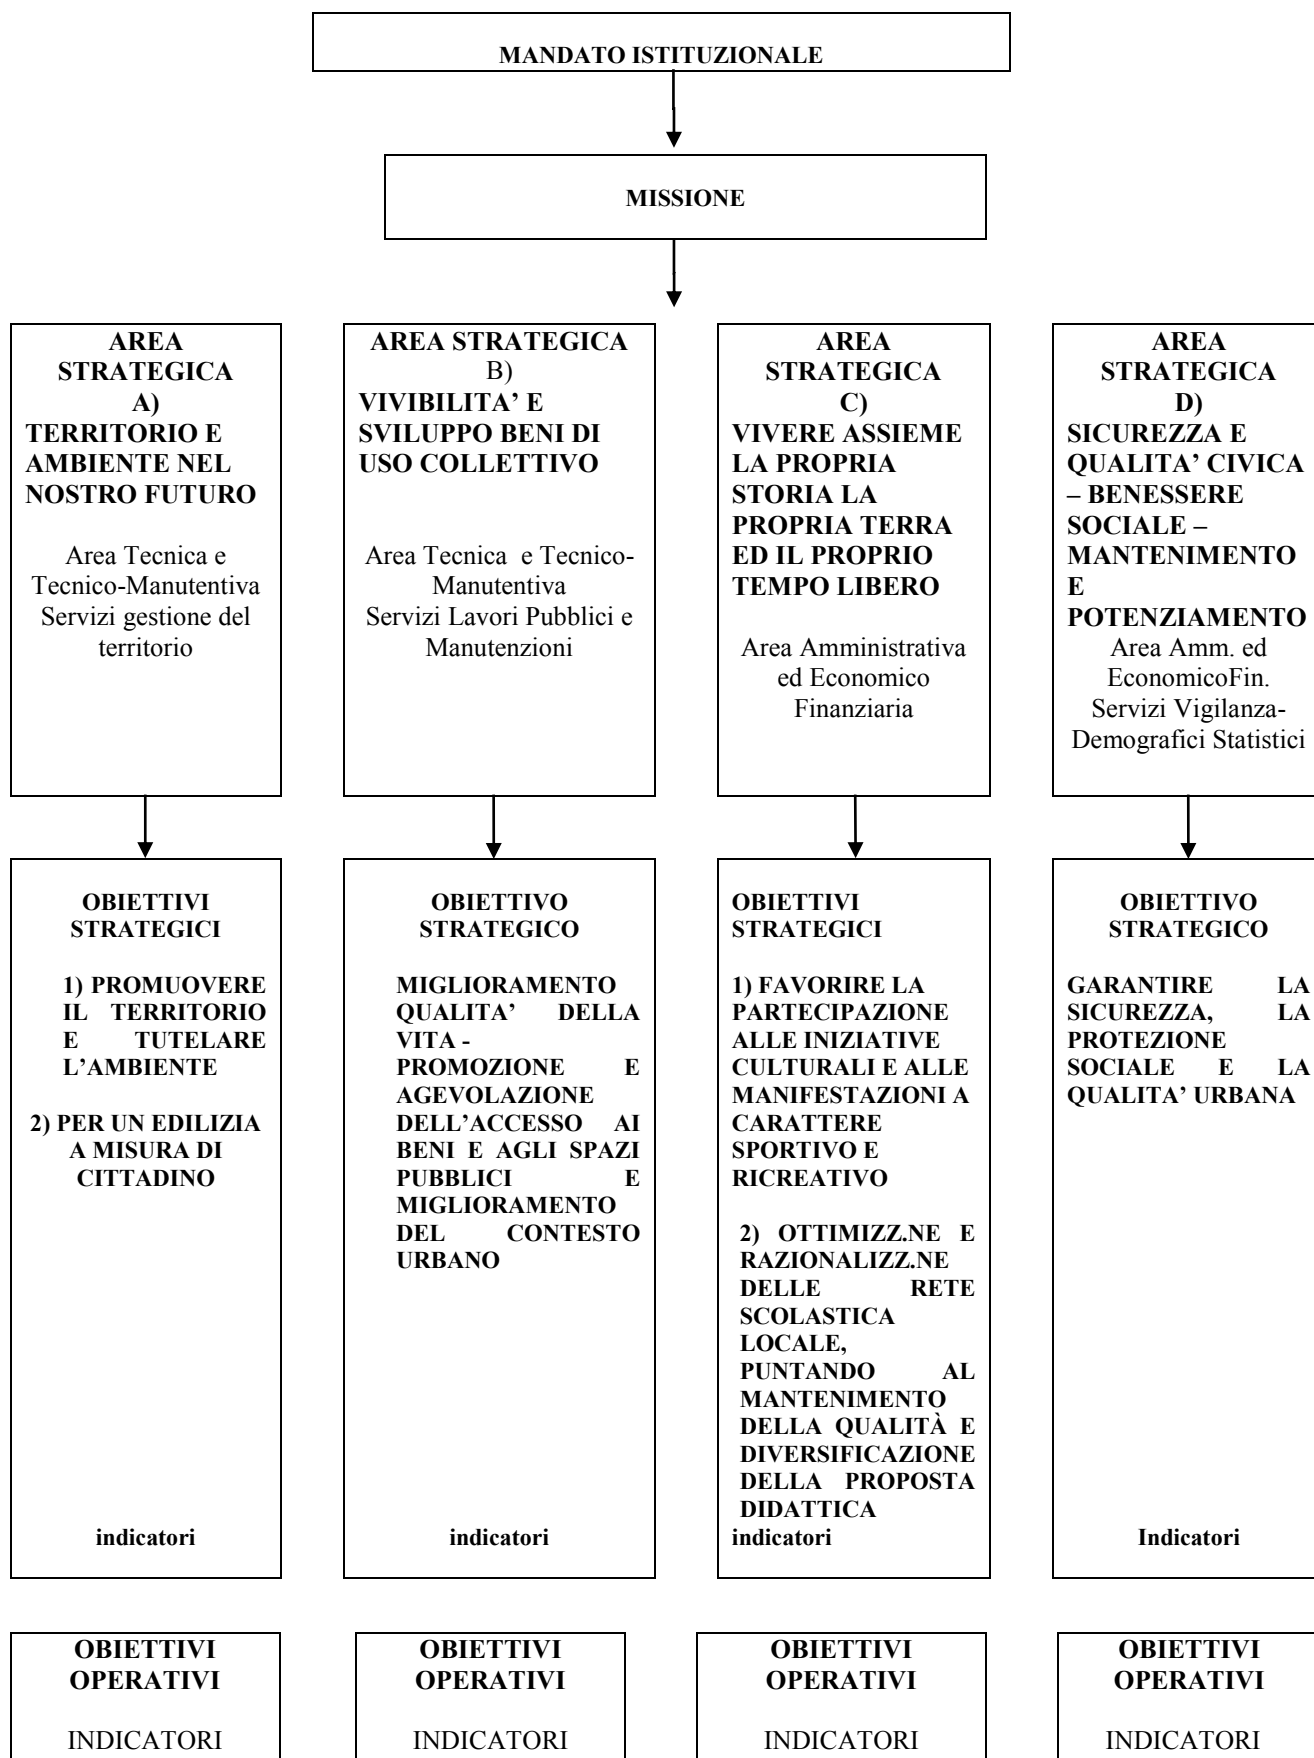 MANDATO ISTITUZIONALE
MISSIONE
AREA
STRATEGICA
A)
TERRITORIO E
AMBIENTE NEL
NOSTRO FUTURO
Area Tecnica e
Tecnico-Manutentiva
Servizi gestione del
territorio
AREA STRATEGICA
B)
VIVIBILITA’ E
SVILUPPO BENI DI
USO COLLETTIVO
Area Tecnica e Tecnico-
Manutentiva
Servizi Lavori Pubblici e
Manutenzioni
AREA
STRATEGICA
C)
VIVERE ASSIEME
LA PROPRIA
STORIA LA
PROPRIA TERRA
ED IL PROPRIO
TEMPO LIBERO
Area Amministrativa
ed Economico
Finanziaria
AREA
STRATEGICA
D)
SICUREZZA E
QUALITA’ CIVICA
– BENESSERE
SOCIALE –
MANTENIMENTO
E
POTENZIAMENTO
Area Amm. ed
EconomicoFin.
Servizi Vigilanza-
Demografici Statistici
OBIETTIVI
STRATEGICI
1) PROMUOVERE
IL TERRITORIO
E TUTELARE
L’AMBIENTE
2) PER UN EDILIZIA
A MISURA DI
CITTADINO
indicatori
OBIETTIVO
STRATEGICO
MIGLIORAMENTO
QUALITA’ DELLA
VITA -
PROMOZIONE E
AGEVOLAZIONE
DELL’ACCESSO AI
BENI E AGLI SPAZI
PUBBLICI E
MIGLIORAMENTO
DEL CONTESTO
URBANO
indicatori
OBIETTIVI
STRATEGICI
1) FAVORIRE LA
PARTECIPAZIONE
ALLE INIZIATIVE
CULTURALI E ALLE
MANIFESTAZIONI A
CARATTERE
SPORTIVO E
RICREATIVO
2) OTTIMIZZ.NE E
RAZIONALIZZ.NE
DELLE RETE
SCOLASTICA
LOCALE,
PUNTANDO AL
MANTENIMENTO
DELLA QUALITÀ E
DIVERSIFICAZIONE
DELLA PROPOSTA
DIDATTICA
indicatori
OBIETTIVO
STRATEGICO
GARANTIRE LA
SICUREZZA, LA
PROTEZIONE
SOCIALE E LA
QUALITA’ URBANA
Indicatori
OBIETTIVI
OPERATIVI
INDICATORI
OBIETTIVI
OPERATIVI
INDICATORI
OBIETTIVI
OPERATIVI
INDICATORI
OBIETTIVI
OPERATIVI
INDICATORI